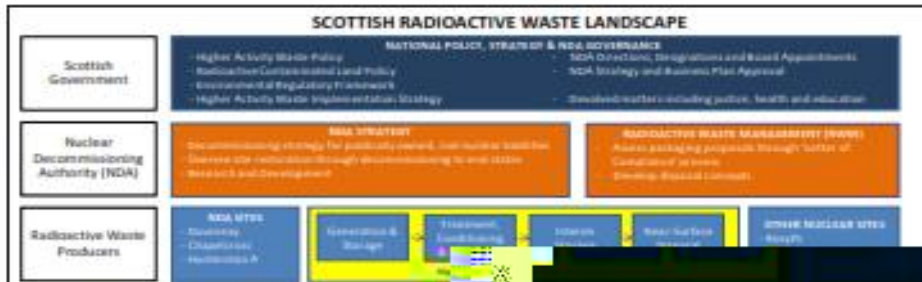 SCOTTISH RADIOACTIVE WASTE LANDSCAPE
Scottish
Government
NATIONAL POLICY, STRATEGY & NDA GOVERNANCE
- Higher Activity Waste Policy
- Radioactive Contaminated Land Policy
- Environmental Regulatory Framework
- Higher Activity Waste Implementation Strategy
- NDA Directions, Designations and Board Appointments
- NDA Strategy and Business Plan Approval
- Devolved matters including justice, health and education
Nuclear
Decommissioning
Authority (NDA)
NDA STRATEGY
- Decommissioning strategy for publically owned, civil nuclear liabilities
- Oversee site restoration through decommissioning to end states
- Research and Development
RADIOACTIVE WASTE MANAGEMENT (RWM)
- Assess packaging proposals through 'Letter of
Compliance' process
- Develop disposal concepts
Radioactive Waste
Producers
NDA SITES
- Dounreay
- Chapelcross
- Hunterston A
Generation &
Storage
Treatment,
Conditioning
Interim
Near Surface
OTHER NUCLEAR SITES
- Rosyth